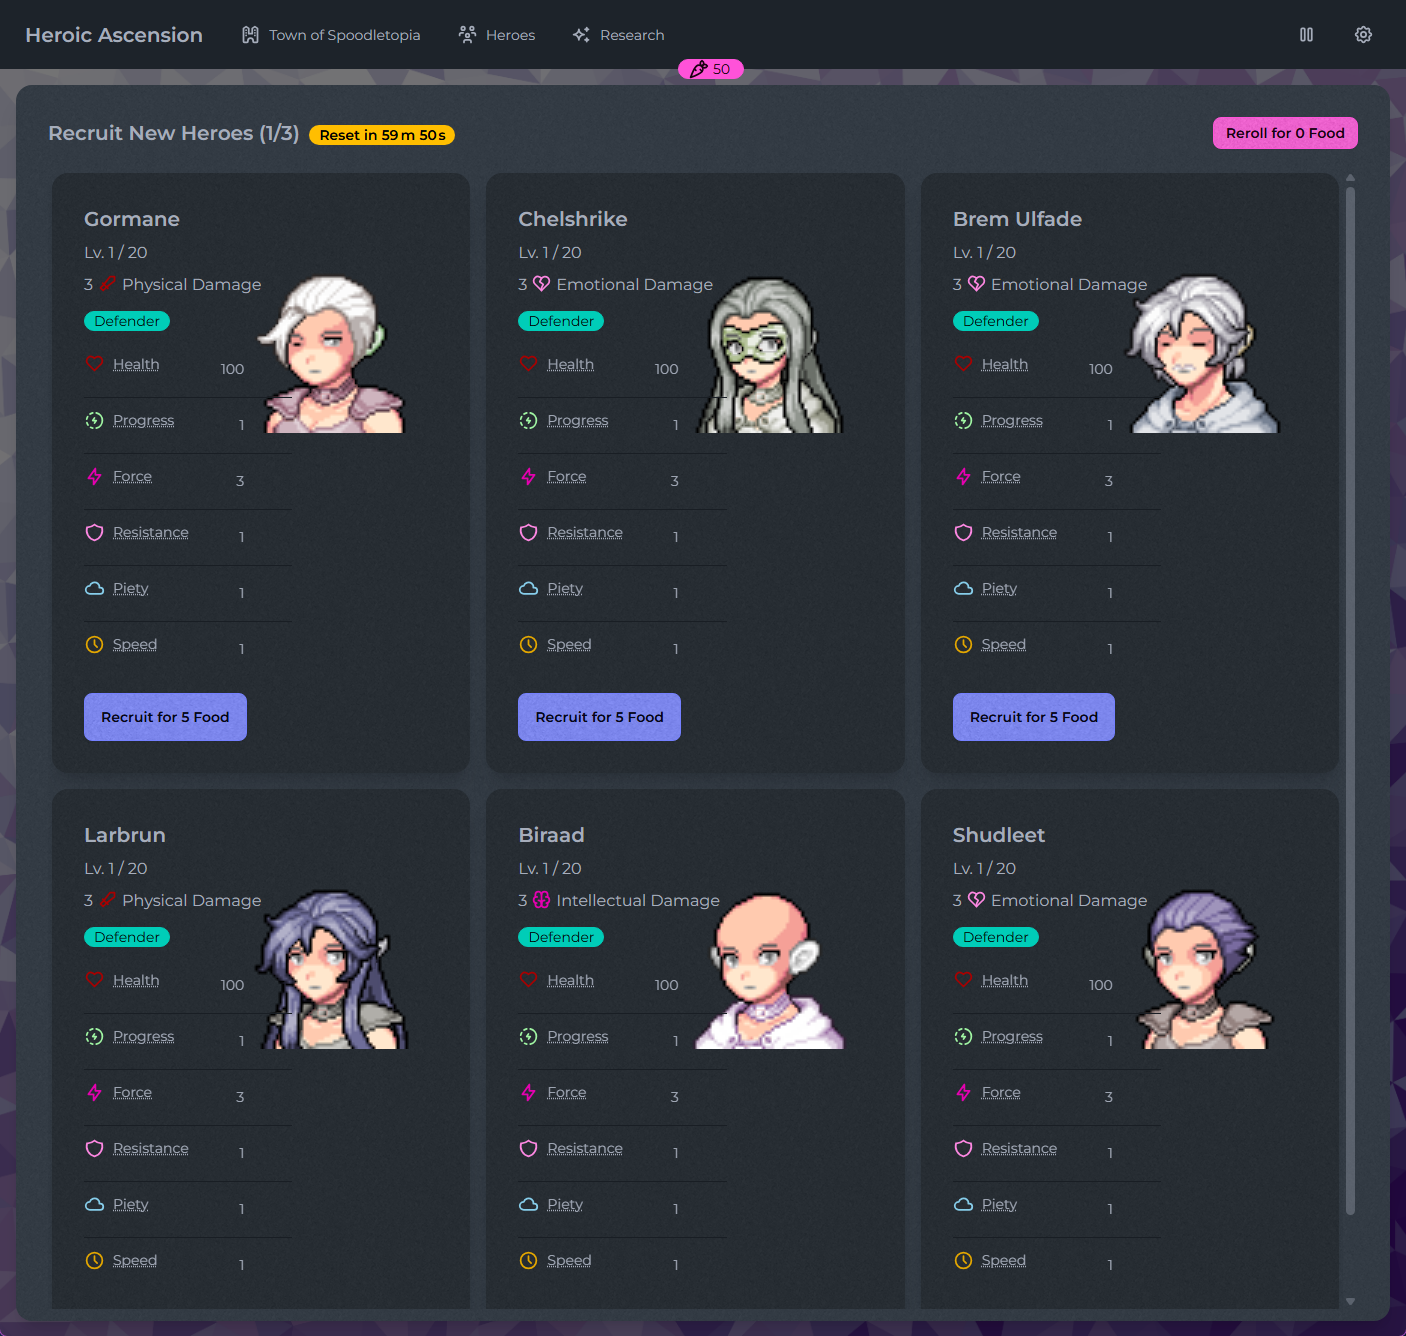 Heroic Ascension Town of Spoodletopia Heroes Research
50
Recruit New Heroes (1/3) Reset in 59m 50s Reroll for 0 Food
Gormane
Lv. 1 / 20
3 Physical Damage
Defender
Health 100
Progress 1
Force 3
Resistance 1
Piety 1
Speed 1
Recruit for 5 Food
Chelshrike
Lv. 1 / 20
3 Emotional Damage
Defender
Health 100
Progress 1
Force 3
Resistance 1
Piety 1
Speed 1
Recruit for 5 Food
Brem Ulfade
Lv. 1 / 20
3 Emotional Damage
Defender
Health 100
Progress 1
Force 3
Resistance 1
Piety 1
Speed 1
Recruit for 5 Food
Larbrun
Lv. 1 / 20
3 Physical Damage
Defender
Health 100
Progress 1
Force 3
Resistance 1
Piety 1
Speed 1
Biraad
Lv. 1 / 20
3 Intellectual Damage
Defender
Health 100
Progress 1
Force 3
Resistance 1
Piety 1
Speed 1
Shudleet
Lv. 1 / 20
3 Emotional Damage
Defender
Health 100
Progress 1
Force 3
Resistance 1
Piety 1
Speed 1